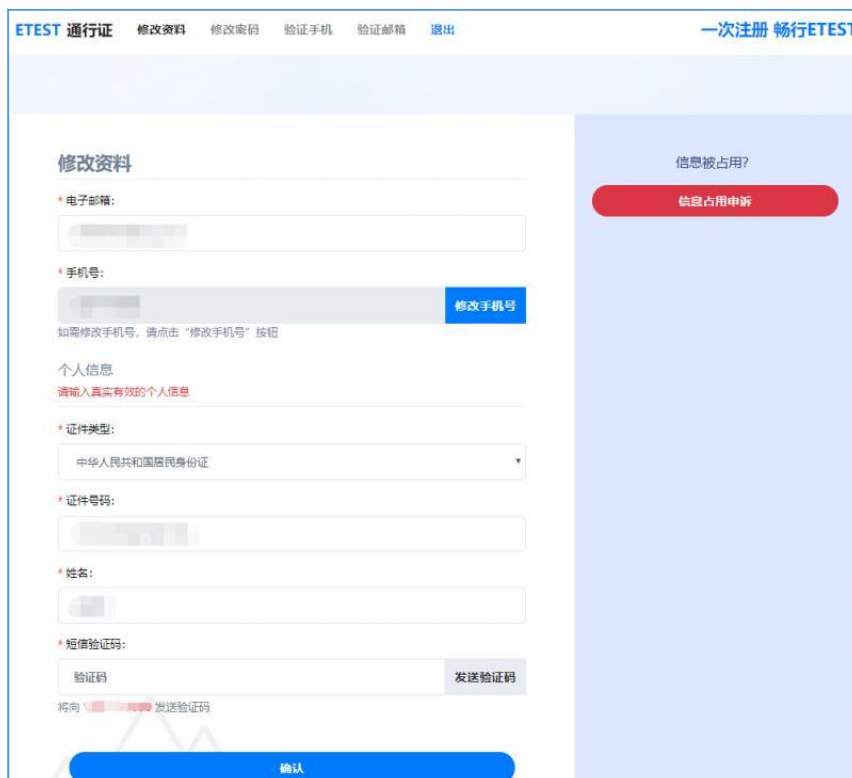 ETEST 通行证 修改资料 修改密码 验证手机 验证邮箱 退出 一次注册 畅行ETEST
修改资料
* 电子邮箱:
* 手机号:
修改手机号
如需修改手机号，请点击“修改手机号”按钮
个人信息
请输入真实有效的个人信息
* 证件类型:
中华人民共和国居民身份证
* 证件号码:
* 姓名:
* 短信验证码:
验证码 发送验证码
将向 发送验证码
确认
信息被占用?
信息占用申诉